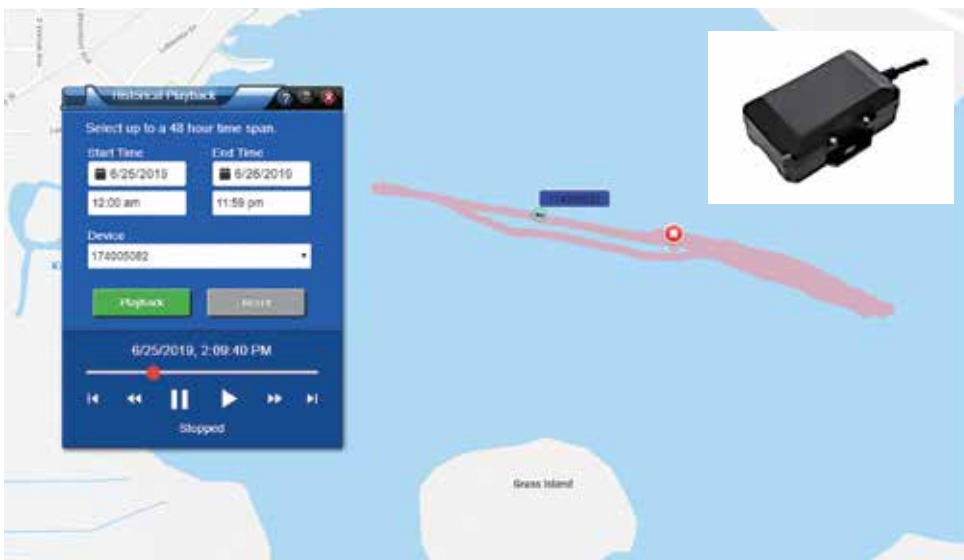 Historical Playback
Select up to a 48 hour time span.
Start Time
End Time
6/25/2019
6/26/2019
12:00 am
11:59 pm
Device
174005082
Playback
Reset
6/25/2019, 2:09:40 PM
Stopped
Grass Island